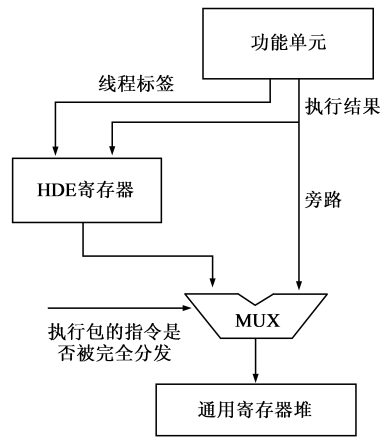 功能单元
线程标签
执行结果
HDE寄存器
旁路
MUX
执行包的指令是
否被完全分发
通用寄存器堆